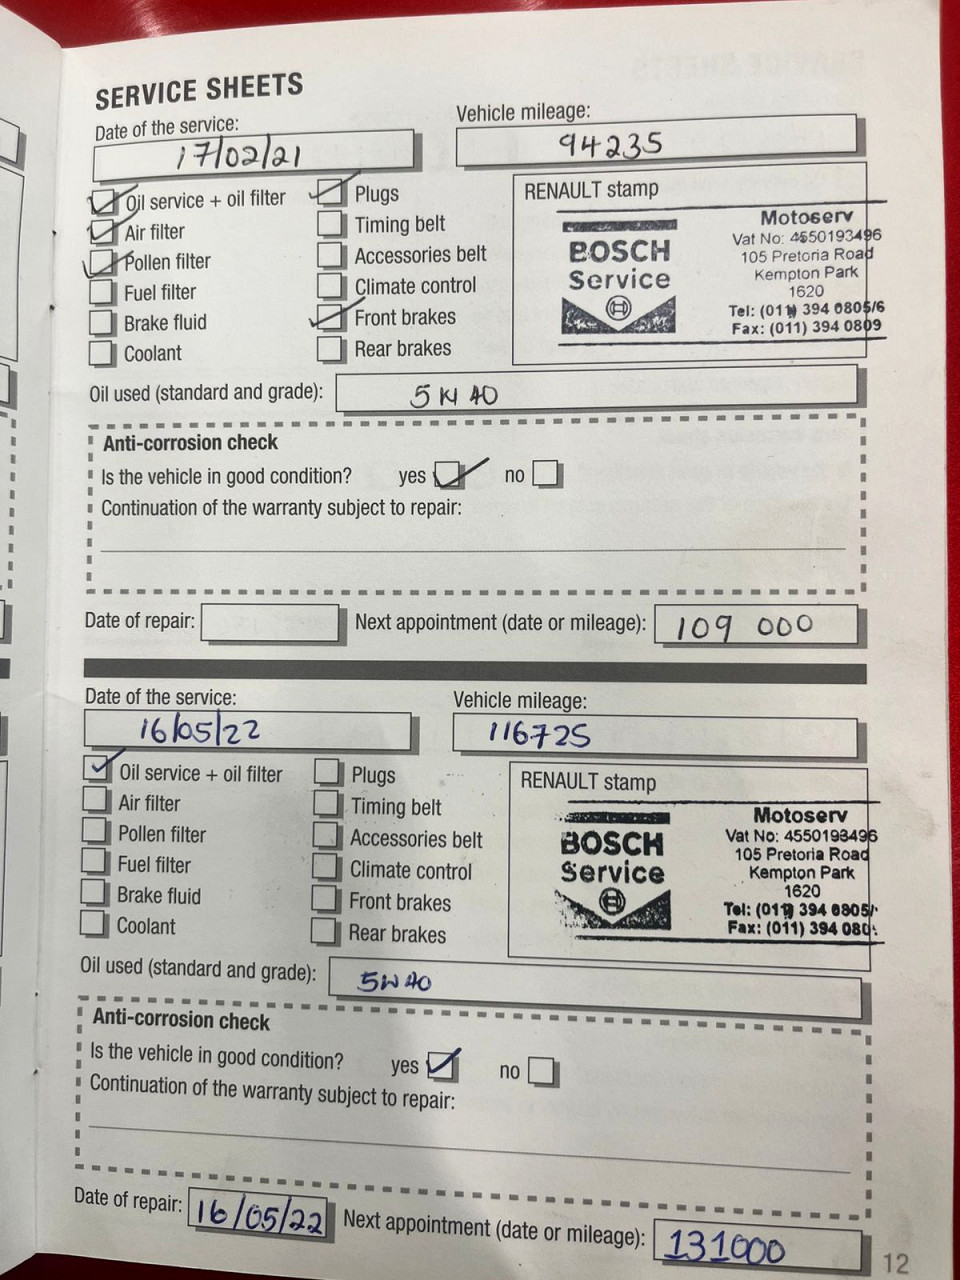 SERVICE SHEETS
Date of the service: Vehicle mileage:
17/02/21 94235
Oil service + oil filter Plugs RENAULT stamp
Air filter Timing belt
Pollen filter Accessories belt
Fuel filter Climate control
Brake fluid Front brakes
Coolant Rear brakes
BOSCH
Service
Motoserv
Vat No: 4550193496
105 Pretoria Road
Kempton Park
1620
Tel: (011) 394 0805/6
Fax: (011) 394 0809
Oil used (standard and grade): 5W40
Anti-corrosion check
Is the vehicle in good condition? yes no
Continuation of the warranty subject to repair:
Date of repair: Next appointment (date or mileage): 109 000
Date of the service: Vehicle mileage:
16/05/22 116725
Oil service + oil filter Plugs RENAULT stamp
Air filter Timing belt
Pollen filter Accessories belt
Fuel filter Climate control
Brake fluid Front brakes
Coolant Rear brakes
BOSCH
Service
Motoserv
Vat No: 4550193496
105 Pretoria Road
Kempton Park
1620
Tel: (011) 394 0805/
Fax: (011) 394 080
Oil used (standard and grade): 5W40
Anti-corrosion check
Is the vehicle in good condition? yes no
Continuation of the warranty subject to repair:
Date of repair: 16/05/22 Next appointment (date or mileage): 131000
12